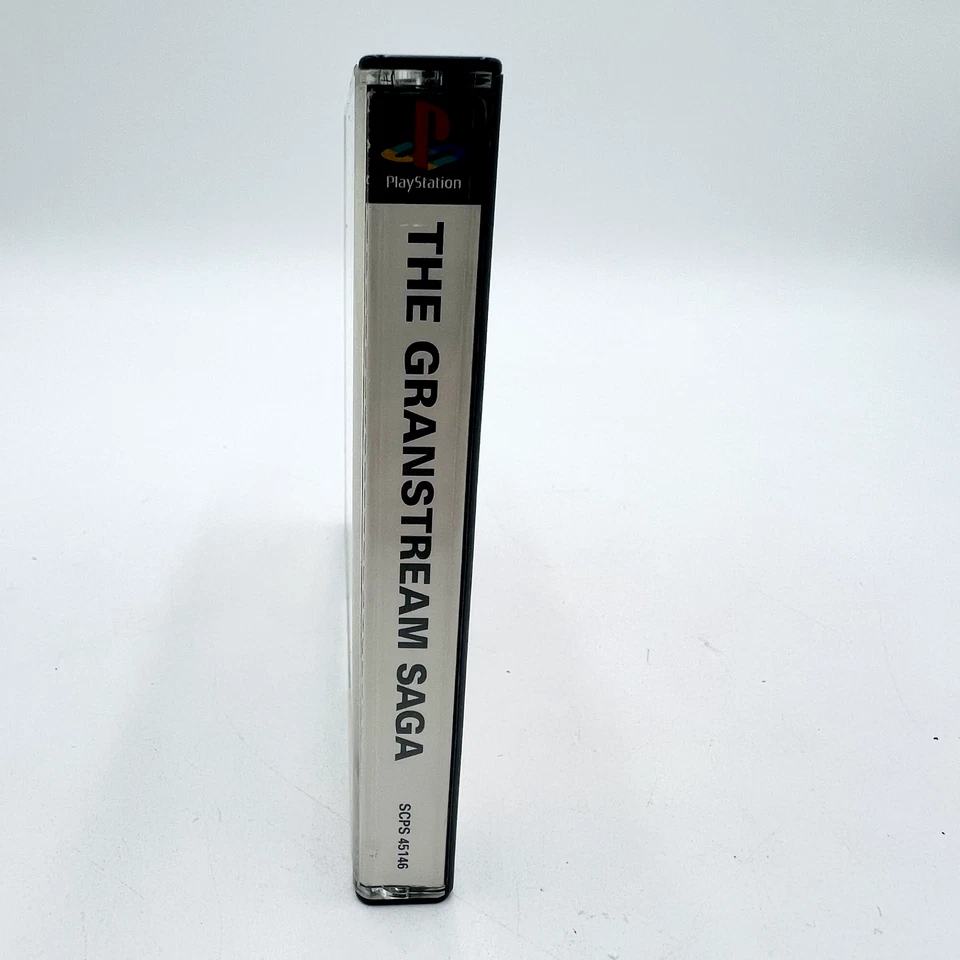 PlayStation
THE GRANSTREAM SAGA
SCPS 45146